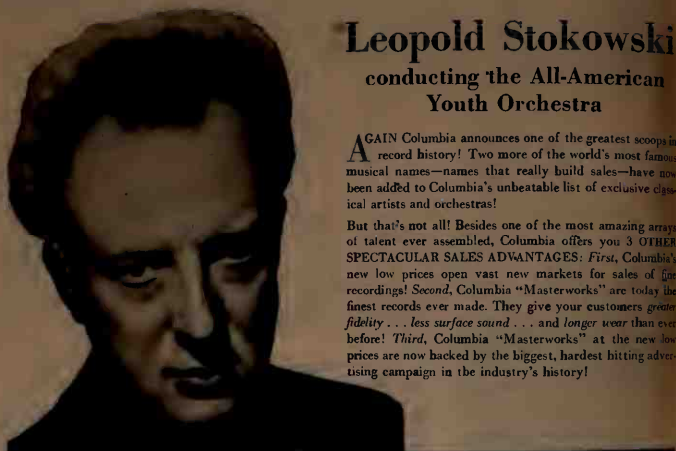 Leopold Stokowski
conducting the All-American
Youth Orchestra
AGAIN Columbia announces one of the greatest scoops in
record history! Two more of the world's most famous
musical names—names that really build sales—have now
been added to Columbia's unbeatable list of exclusive class-
ical artists and orchestras!
But that's not all! Besides one of the most amazing arrays
of talent ever assembled, Columbia offers you 3 OTHER
SPECTACULAR SALES ADVANTAGES: First, Columbia's
new low prices open vast new markets for sales of fine
recordings! Second, Columbia "Masterworks" are today the
finest records ever made. They give your customers greater
fidelity . . . less surface sound . . . and longer wear than ever
before! Third, Columbia "Masterworks" at the new low
prices are now backed by the biggest, hardest hitting adver-
tising campaign in the industry's history!